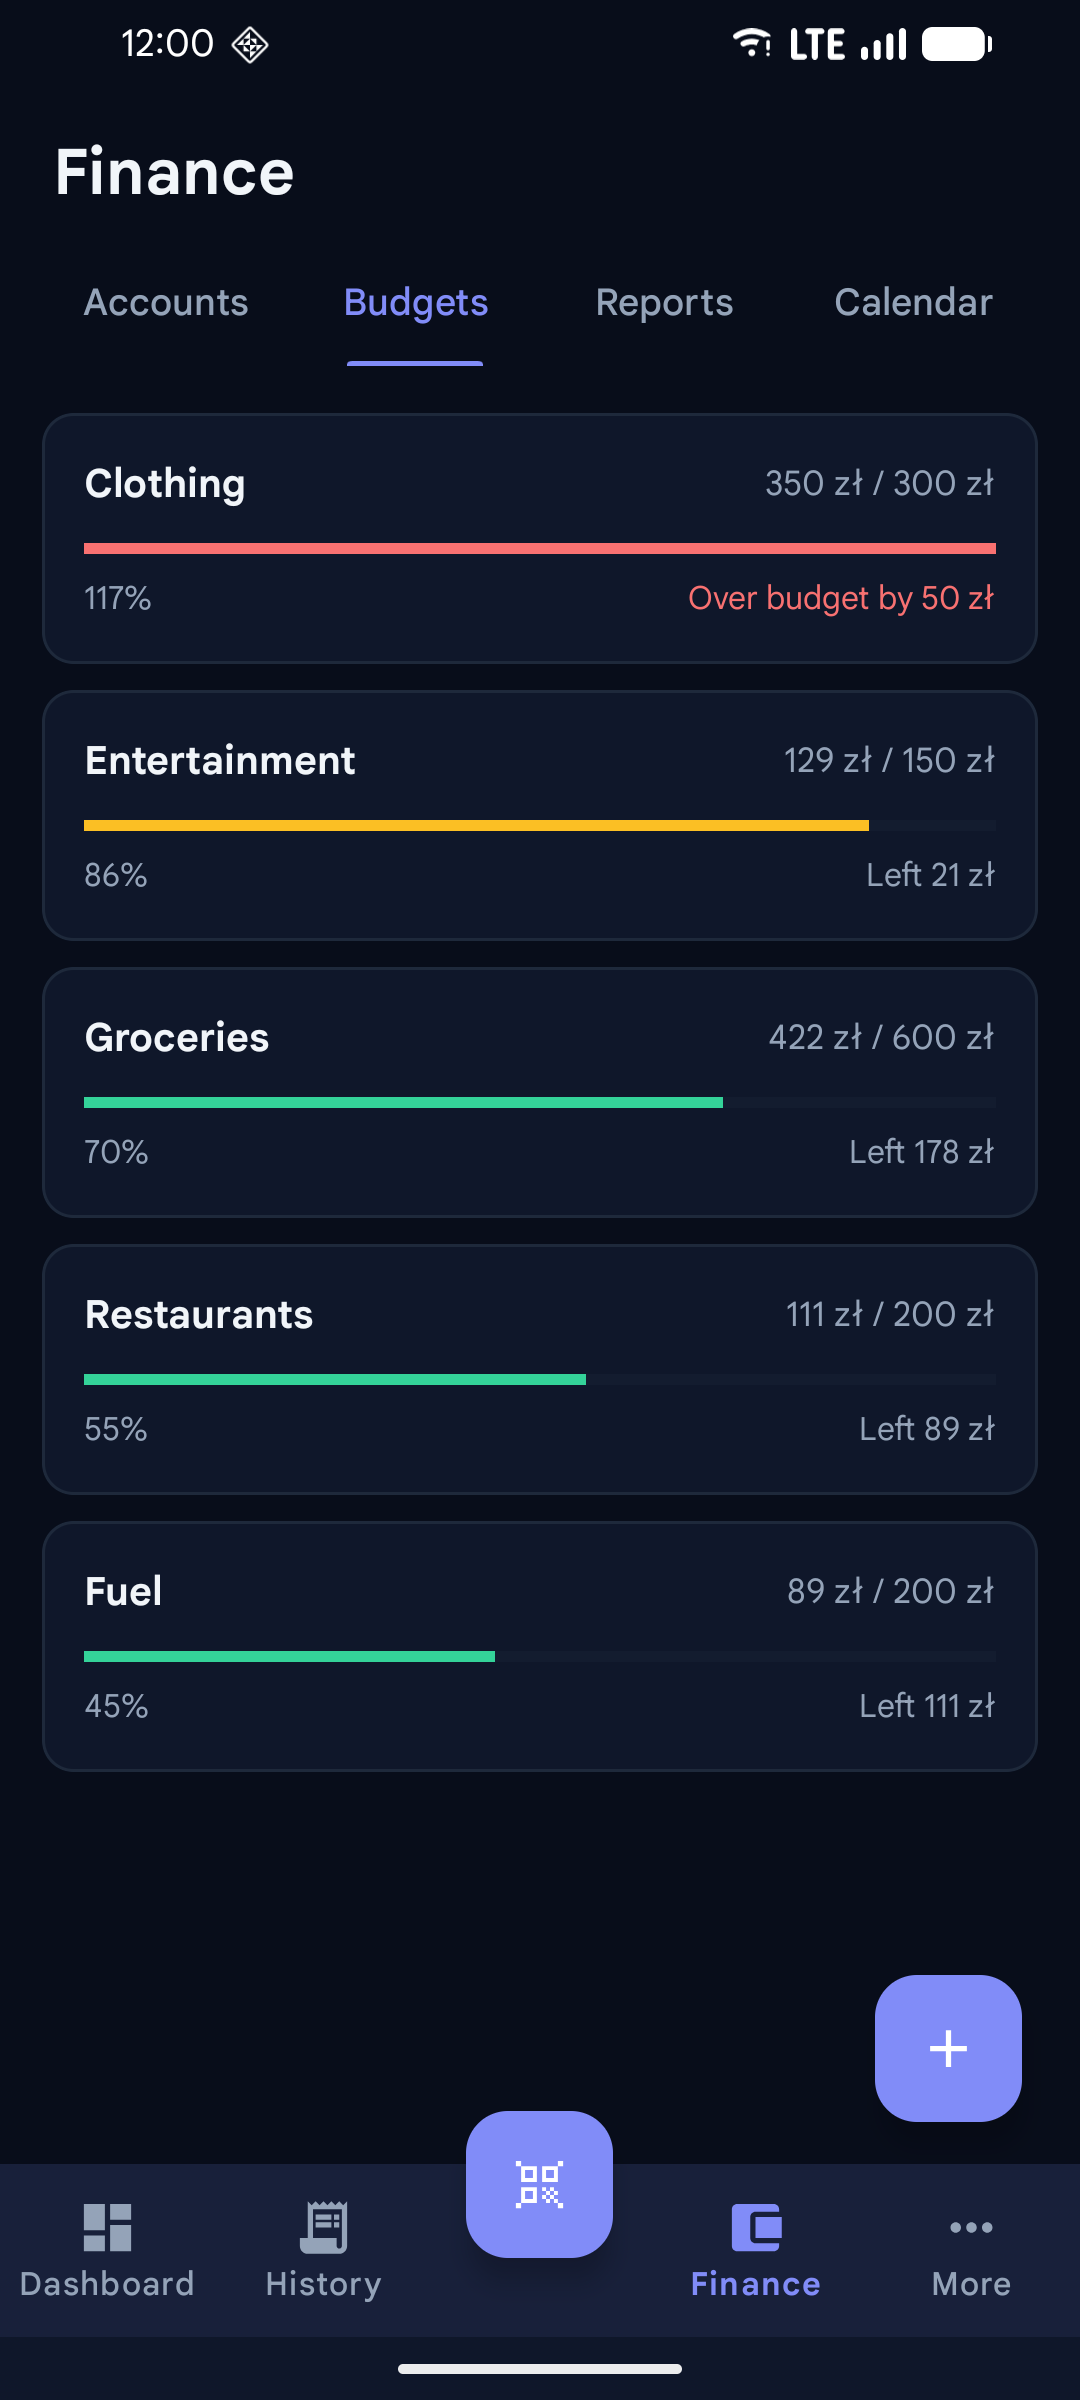 12:00
LTE
Finance
Accounts Budgets Reports Calendar
Clothing 350 zł / 300 zł
117% Over budget by 50 zł
Entertainment 129 zł / 150 zł
86% Left 21 zł
Groceries 422 zł / 600 zł
70% Left 178 zł
Restaurants 111 zł / 200 zł
55% Left 89 zł
Fuel 89 zł / 200 zł
45% Left 111 zł
Dashboard History Finance More